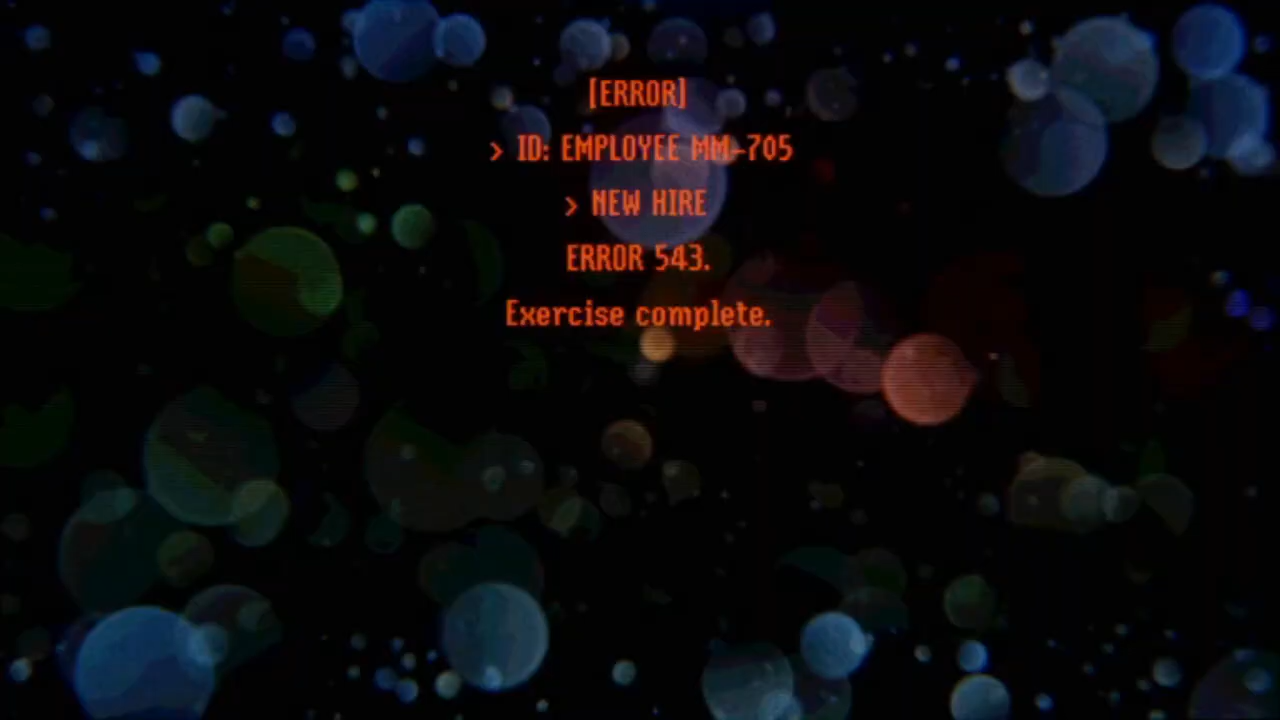 [ERROR]
> ID: EMPLOYEE MM-705
> NEW HIRE
ERROR 543.
Exercise complete.